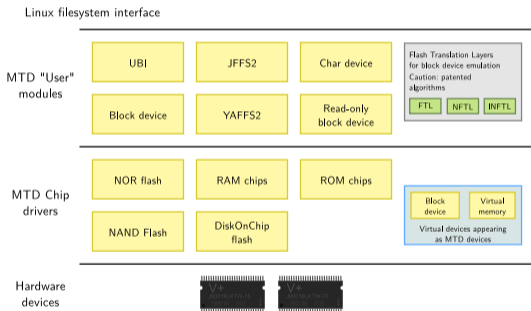 Linux filesystem interface
MTD "User"
modules
UBI
JFFS2
Char device
Block device
YAFFS2
Read-only
block device
Flash Translation Layers
for block device emulation
Caution: patented
algorithms
FTL
NFTL
INFTL
MTD Chip
drivers
NOR flash
RAM chips
ROM chips
NAND Flash
DiskOnChip
flash
Block
device
Virtual
memory
Virtual devices appearing
as MTD devices
Hardware
devices
V+
V+